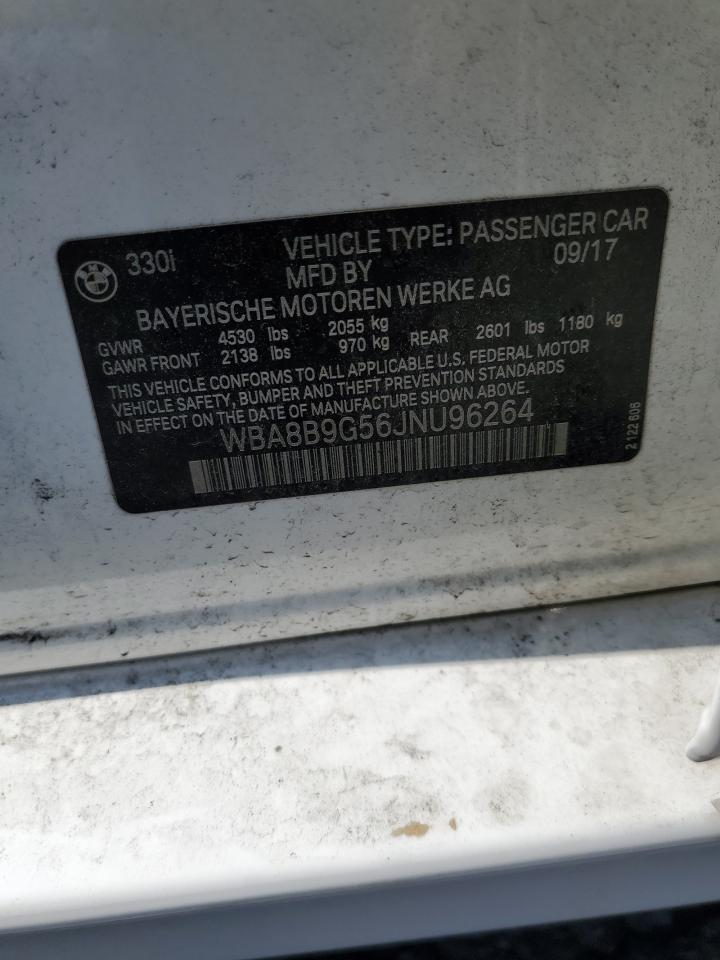 BMW
330i VEHICLE TYPE: PASSENGER CAR
MFD BY 09/17
BAYERISCHE MOTOREN WERKE AG
GVWR 4530 lbs 2055 kg
GAWR FRONT 2138 lbs 970 kg REAR 2601 lbs 1180 kg
THIS VEHICLE CONFORMS TO ALL APPLICABLE U.S. FEDERAL MOTOR
VEHICLE SAFETY, BUMPER AND THEFT PREVENTION STANDARDS
IN EFFECT ON THE DATE OF MANUFACTURE SHOWN ABOVE.
WBA8B9G56JNU96264
2 122 606